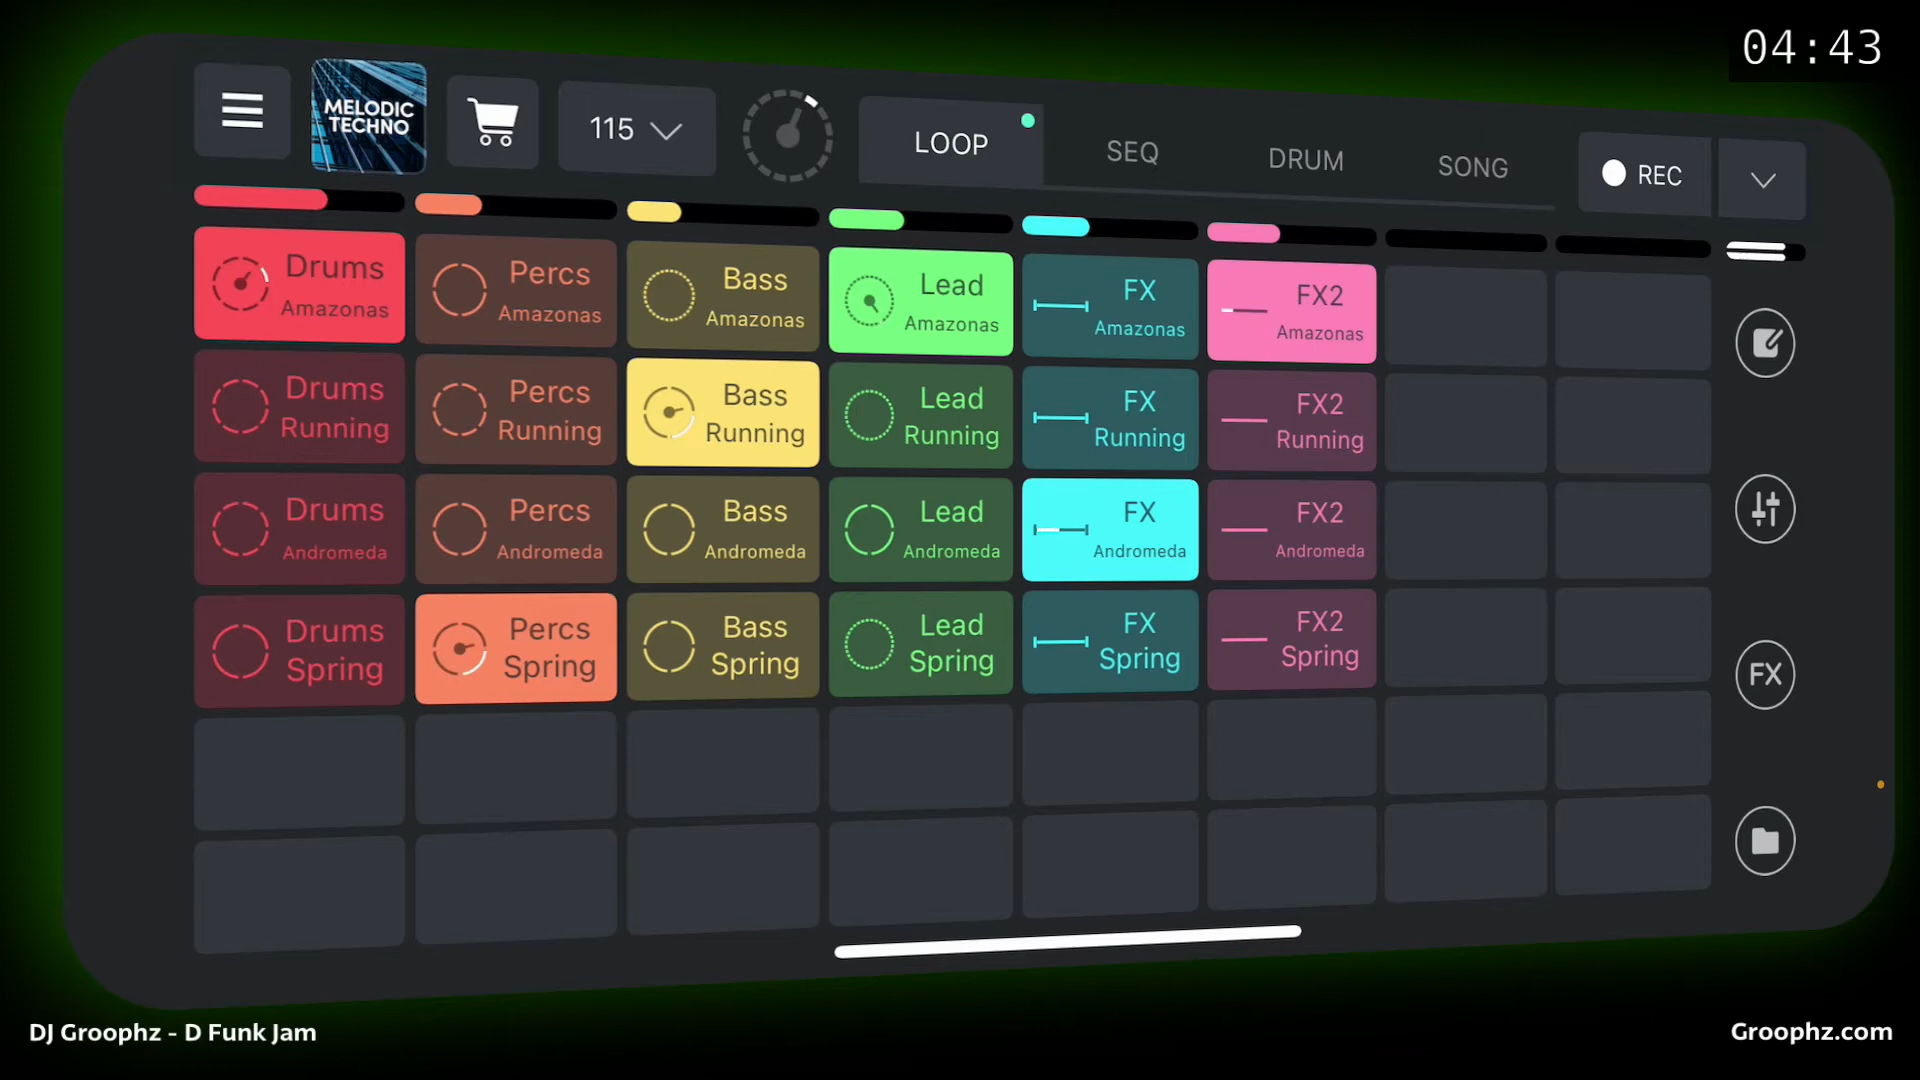 04:43
MELODIC
TECHNO
115
LOOP
SEQ
DRUM
SONG
REC
Drums
Amazonas
Percs
Amazonas
Bass
Amazonas
Lead
Amazonas
FX
Amazonas
FX2
Amazonas
Drums
Running
Percs
Running
Bass
Running
Lead
Running
FX
Running
FX2
Running
Drums
Andromeda
Percs
Andromeda
Bass
Andromeda
Lead
Andromeda
FX
Andromeda
FX2
Andromeda
Drums
Spring
Percs
Spring
Bass
Spring
Lead
Spring
FX
Spring
FX2
Spring
FX
DJ Groophz - D Funk Jam
Groophz.com